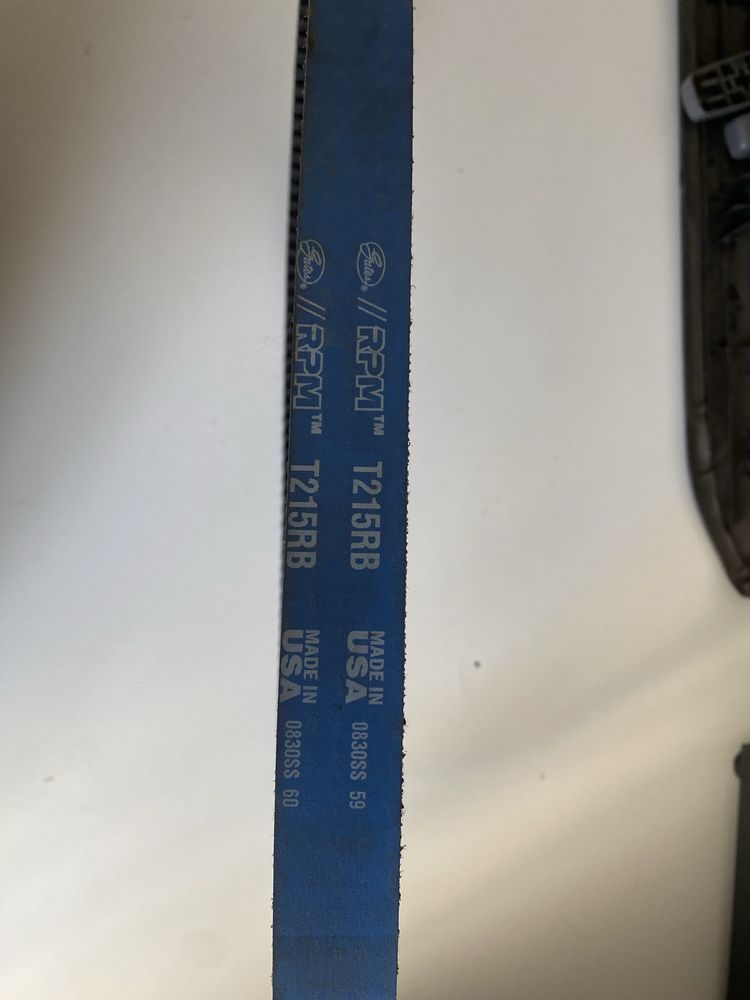 Gates® //RPM™ T215RB MADE IN USA 0830SS 59
Gates® //RPM™ T215RB MADE IN USA 0830SS 60